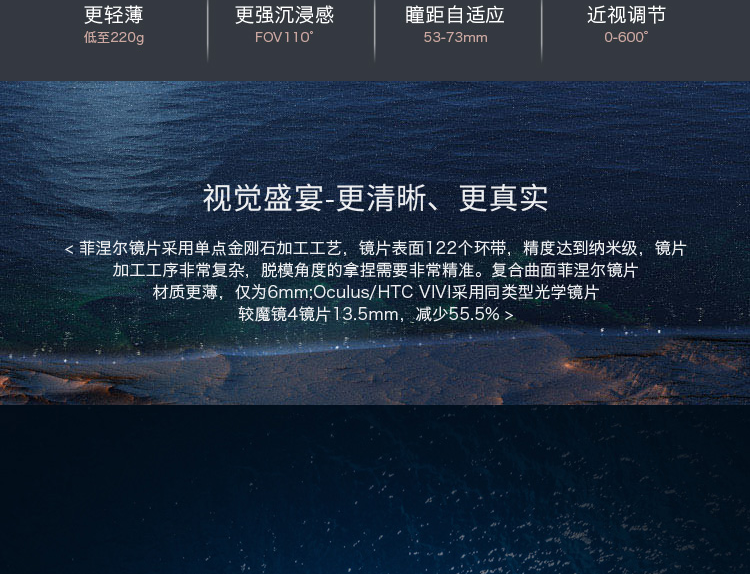 更轻薄 更强沉浸感 瞳距自适应 近视调节
低至220g FOV110° 53-73mm 0-600°
视觉盛宴-更清晰、更真实
< 菲涅尔镜片采用单点金刚石加工工艺，镜片表面122个环带，精度达到纳米级，镜片
加工工序非常复杂，脱模角度的拿捏需要非常精准。复合曲面菲涅尔镜片
材质更薄，仅为6mm;Oculus/HTC VIVI采用同类型光学镜片
较魔镜4镜片13.5mm，减少55.5% >